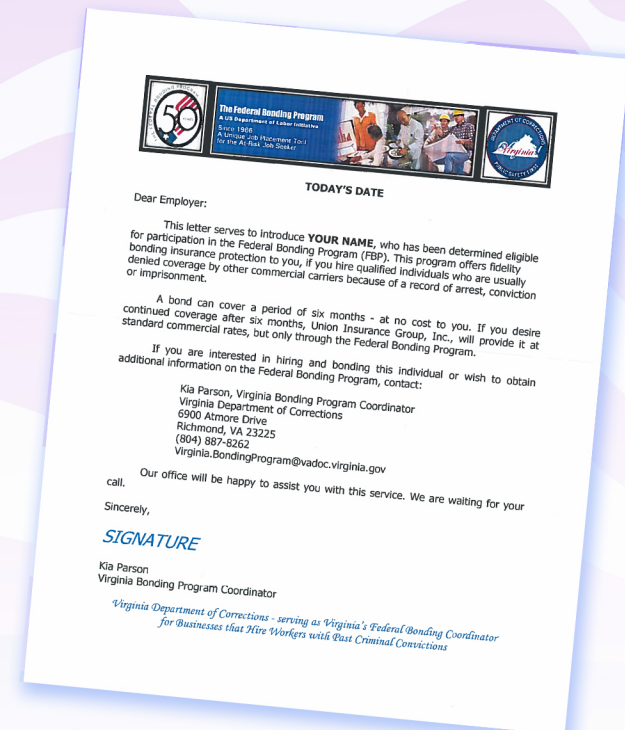 50
YEARS
The Federal Bonding Program
A US Department of Labor Initiative
Since 1966
A Unique Job Placement Tool
for the At-Risk Job Seeker
DEPARTMENT OF CORRECTIONS
Virginia
PUBLIC SAFETY FIRST
TODAY'S DATE
Dear Employer:
This letter serves to introduce YOUR NAME, who has been determined eligible
for participation in the Federal Bonding Program (FBP). This program offers fidelity
bonding insurance protection to you, if you hire qualified individuals who are usually
denied coverage by other commercial carriers because of a record of arrest, conviction
or imprisonment.
A bond can cover a period of six months - at no cost to you. If you desire
continued coverage after six months, Union Insurance Group, Inc., will provide it at
standard commercial rates, but only through the Federal Bonding Program.
If you are interested in hiring and bonding this individual or wish to obtain
additional information on the Federal Bonding Program, contact:
Kia Parson, Virginia Bonding Program Coordinator
Virginia Department of Corrections
6900 Atmore Drive
Richmond, VA 23225
(804) 887-8262
Virginia.BondingProgram@vadoc.virginia.gov
Our office will be happy to assist you with this service. We are waiting for your
call.
Sincerely,
SIGNATURE
Kia Parson
Virginia Bonding Program Coordinator
Virginia Department of Corrections - serving as Virginia's Federal Bonding Coordinator
for Businesses that Hire Workers with Past Criminal Convictions